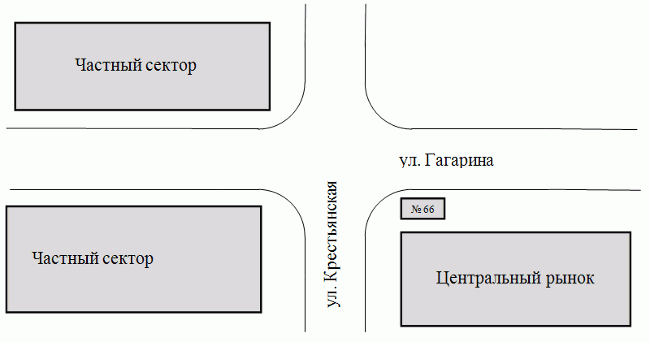 Частный сектор
ул. Гагарина
ул. Крестьянская
№ 66
Частный сектор
Центральный рынок